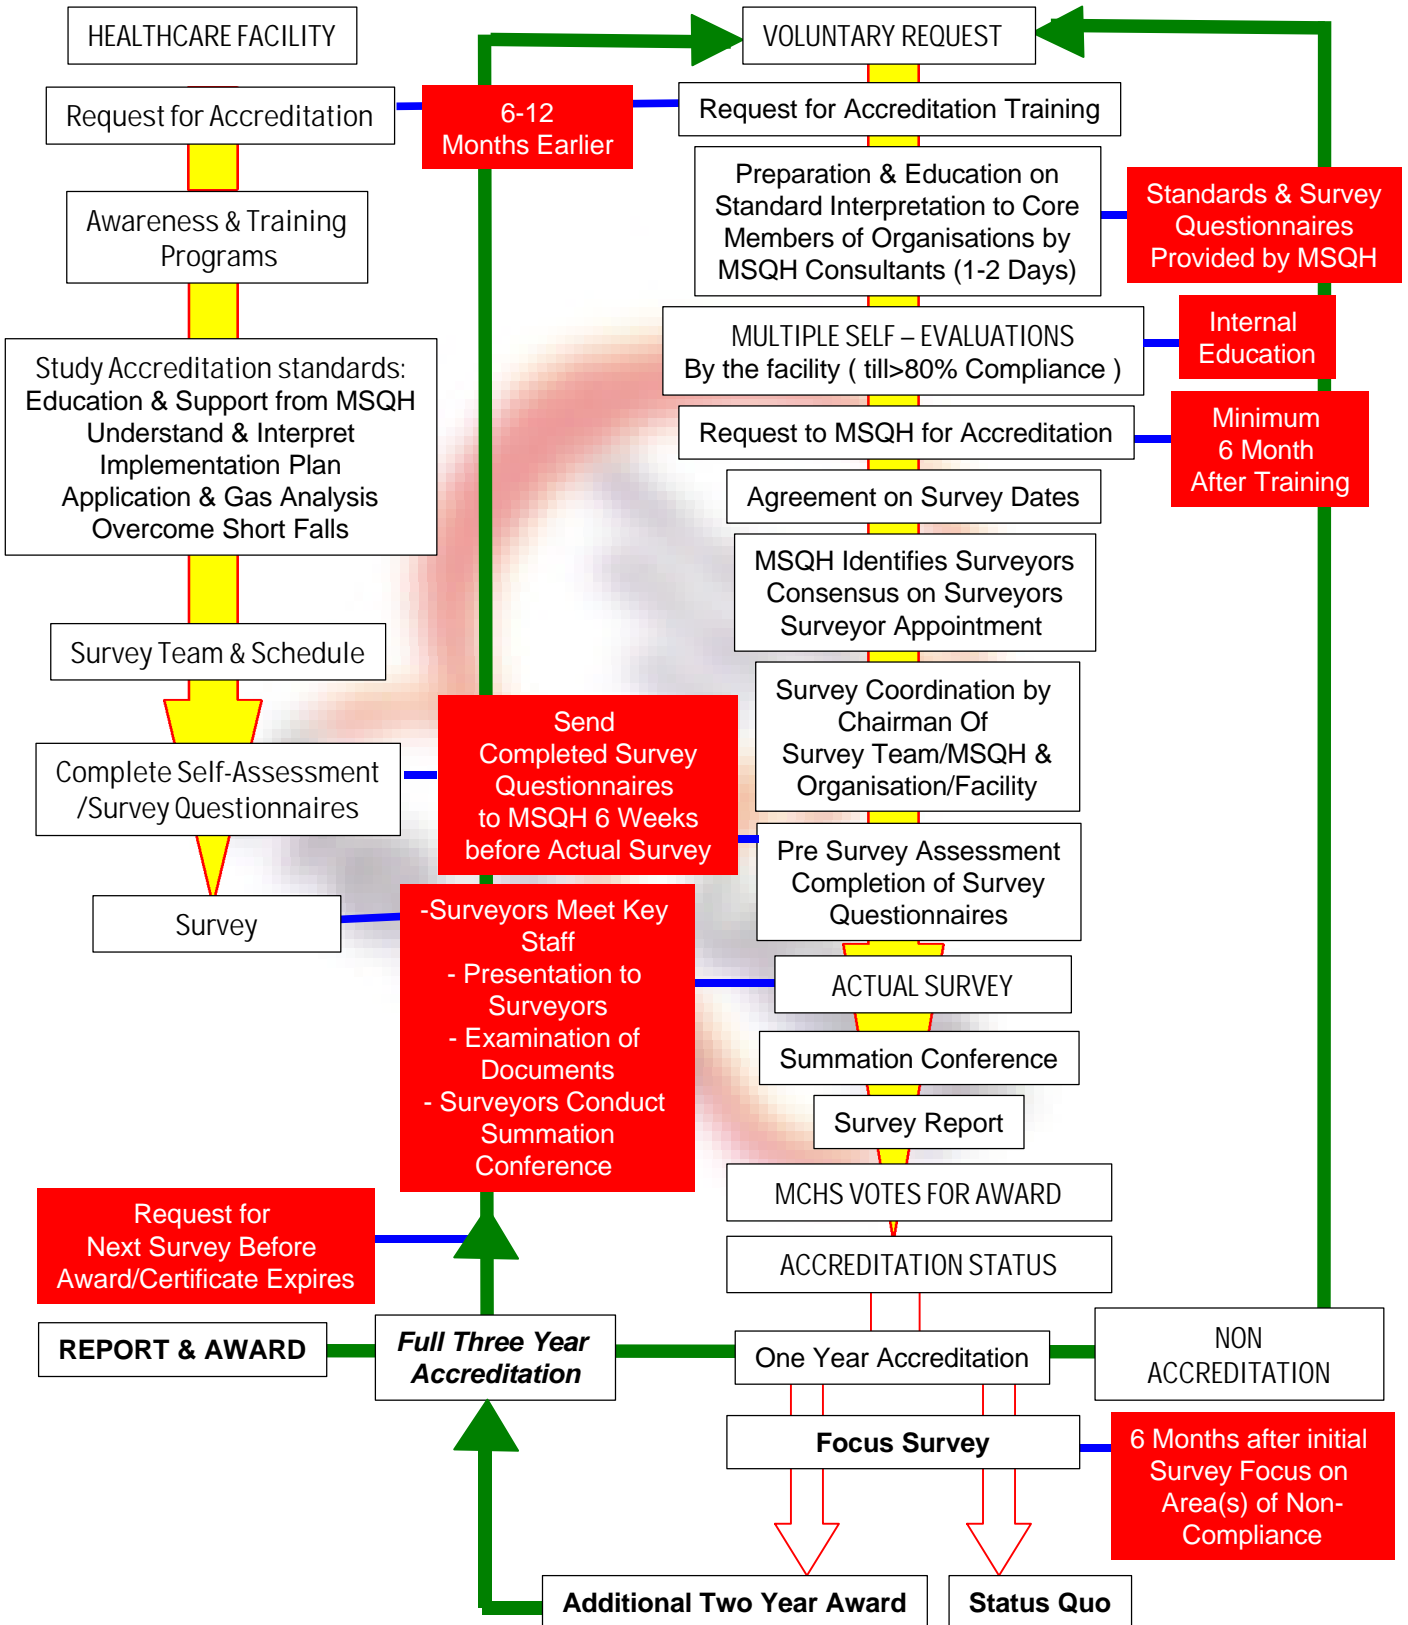 HEALTHCARE FACILITY
Request for Accreditation
Awareness & Training
Programs
Study Accreditation standards:
Education & Support from MSQH
Understand & Interpret
Implementation Plan
Application & Gas Analysis
Overcome Short Falls
Survey Team & Schedule
Complete Self-Assessment
/Survey Questionnaires
Survey
6-12
Months Earlier
Send
Completed Survey
Questionnaires
to MSQH 6 Weeks
before Actual Survey
-Surveyors Meet Key
Staff
- Presentation to
Surveyors
- Examination of
Documents
- Surveyors Conduct
Summation
Conference
VOLUNTARY REQUEST
Request for Accreditation Training
Preparation & Education on
Standard Interpretation to Core
Members of Organisations by
MSQH Consultants (1-2 Days)
Standards & Survey
Questionnaires
Provided by MSQH
MULTIPLE SELF – EVALUATIONS
By the facility ( till>80% Compliance )
Internal
Education
Request to MSQH for Accreditation
Minimum
6 Month
After Training
Agreement on Survey Dates
MSQH Identifies Surveyors
Consensus on Surveyors
Surveyor Appointment
Survey Coordination by
Chairman Of
Survey Team/MSQH &
Organisation/Facility
Pre Survey Assessment
Completion of Survey
Questionnaires
ACTUAL SURVEY
Summation Conference
Survey Report
MCHS VOTES FOR AWARD
ACCREDITATION STATUS
Request for
Next Survey Before
Award/Certificate Expires
REPORT & AWARD
Full Three Year
Accreditation
One Year Accreditation
NON
ACCREDITATION
Focus Survey
6 Months after initial
Survey Focus on
Area(s) of Non-
Compliance
Additional Two Year Award
Status Quo